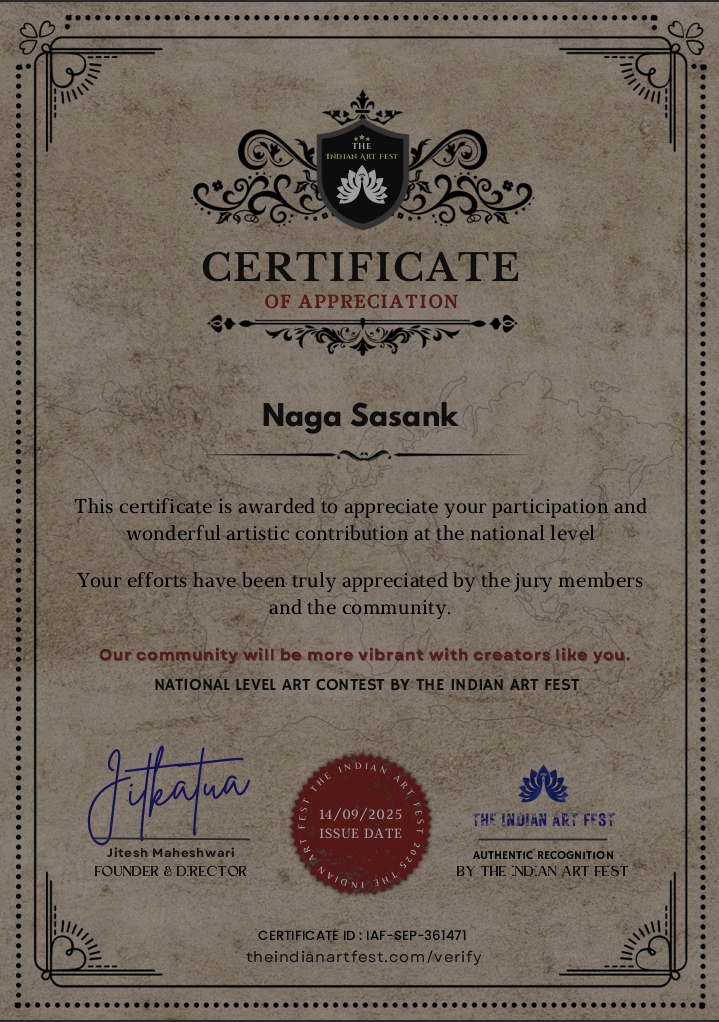 THE
INDIAN ART FEST
CERTIFICATE
OF APPRECIATION
Naga Sasank
This certificate is awarded to appreciate your participation and
wonderful artistic contribution at the national level
Your efforts have been truly appreciated by the jury members
and the community.
Our community will be more vibrant with creators like you.
NATIONAL LEVEL ART CONTEST BY THE INDIAN ART FEST
Jitesh Maheshwari
FOUNDER & DIRECTOR
THE INDIAN ART FEST 2025 THE INDIAN ART FEST
14/09/2025
ISSUE DATE
THE INDIAN ART FEST
AUTHENTIC RECOGNITION
BY THE INDIAN ART FEST
CERTIFICATE ID : IAF-SEP-361471
theindianartfest.com/verify